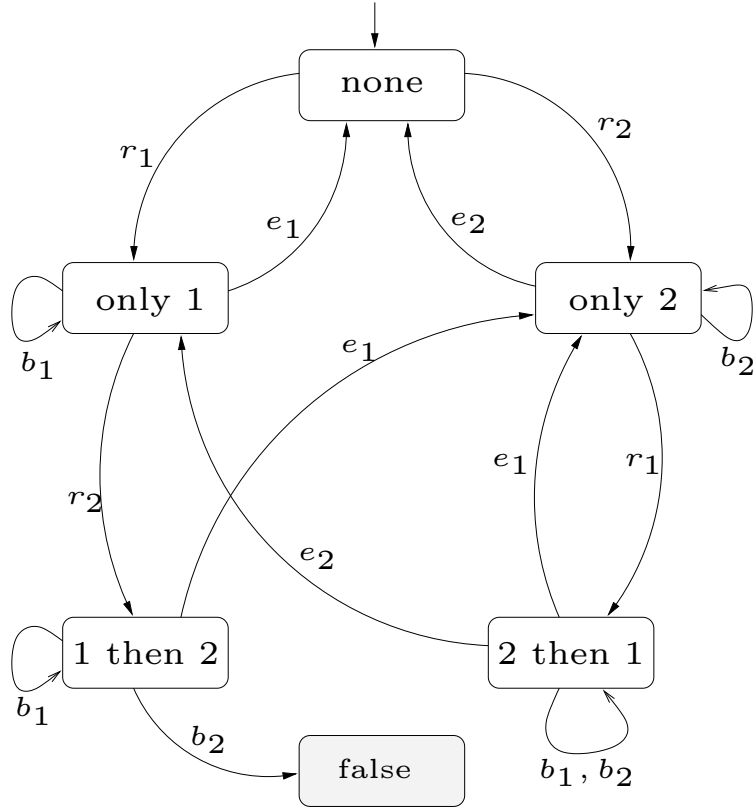 none
r₁
r₂
e₁
e₂
only 1
only 2
b₁
b₂
e₁
e₁
r₁
r₂
e₂
1 then 2
2 then 1
b₁
b₂
b₁, b₂
false